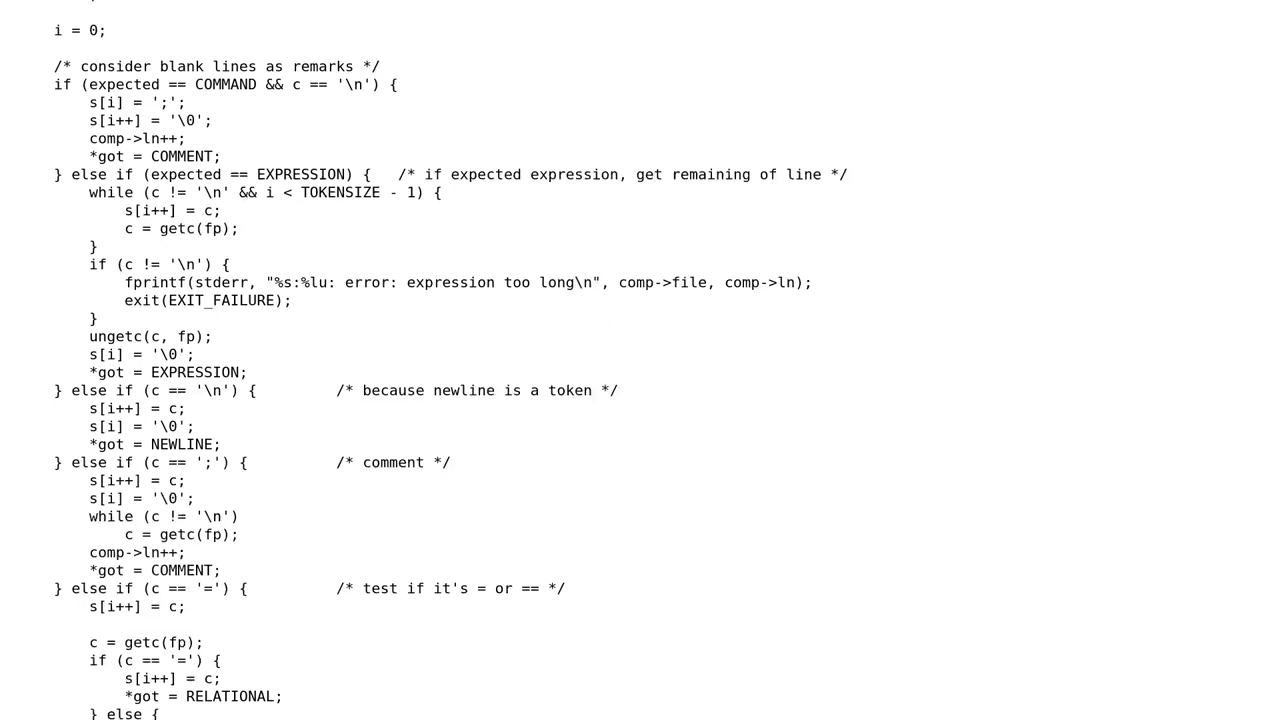 i = 0;
/* consider blank lines as remarks */
if (expected == COMMAND && c == '\n') {
s[i] = ';';
s[i++] = '\0';
comp->ln++;
*got = COMMENT;
} else if (expected == EXPRESSION) {   /* if expected expression, get remaining of line */
while (c != '\n' && i < TOKENSIZE - 1) {
s[i++] = c;
c = getc(fp);
}
if (c != '\n') {
fprintf(stderr, "%s:%lu: error: expression too long\n", comp->file, comp->ln);
exit(EXIT_FAILURE);
}
ungetc(c, fp);
s[i] = '\0';
*got = EXPRESSION;
} else if (c == '\n') {         /* because newline is a token */
s[i++] = c;
s[i] = '\0';
*got = NEWLINE;
} else if (c == ';') {          /* comment */
s[i++] = c;
s[i] = '\0';
while (c != '\n')
c = getc(fp);
comp->ln++;
*got = COMMENT;
} else if (c == '=') {          /* test if it's = or == */
s[i++] = c;
c = getc(fp);
if (c == '=') {
s[i++] = c;
*got = RELATIONAL;
} else {